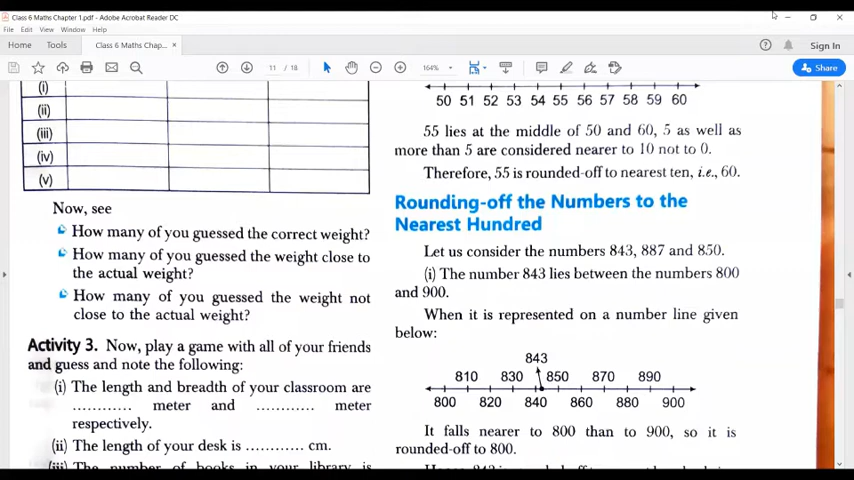 Class 6 Maths Chapter 1.pdf - Adobe Acrobat Reader DC
File Edit View Window Help
Home Tools Class 6 Maths Chap... × Sign In
11 / 18 164% Share
(i)
(ii)
(iii)
(iv)
(v)
Now, see
How many of you guessed the correct weight?
How many of you guessed the weight close to
the actual weight?
How many of you guessed the weight not
close to the actual weight?
Activity 3. Now, play a game with all of your friends
and guess and note the following:
(i) The length and breadth of your classroom are
............ meter and ............ meter
respectively.
(ii) The length of your desk is ............ cm.
(iii) The number of books in your library is
50 51 52 53 54 55 56 57 58 59 60
55 lies at the middle of 50 and 60, 5 as well as
more than 5 are considered nearer to 10 not to 0.
Therefore, 55 is rounded-off to nearest ten, i.e., 60.
Rounding-off the Numbers to the
Nearest Hundred
Let us consider the numbers 843, 887 and 850.
(i) The number 843 lies between the numbers 800
and 900.
When it is represented on a number line given
below:
843
810 830 850 870 890
800 820 840 860 880 900
It falls nearer to 800 than to 900, so it is
rounded-off to 800.